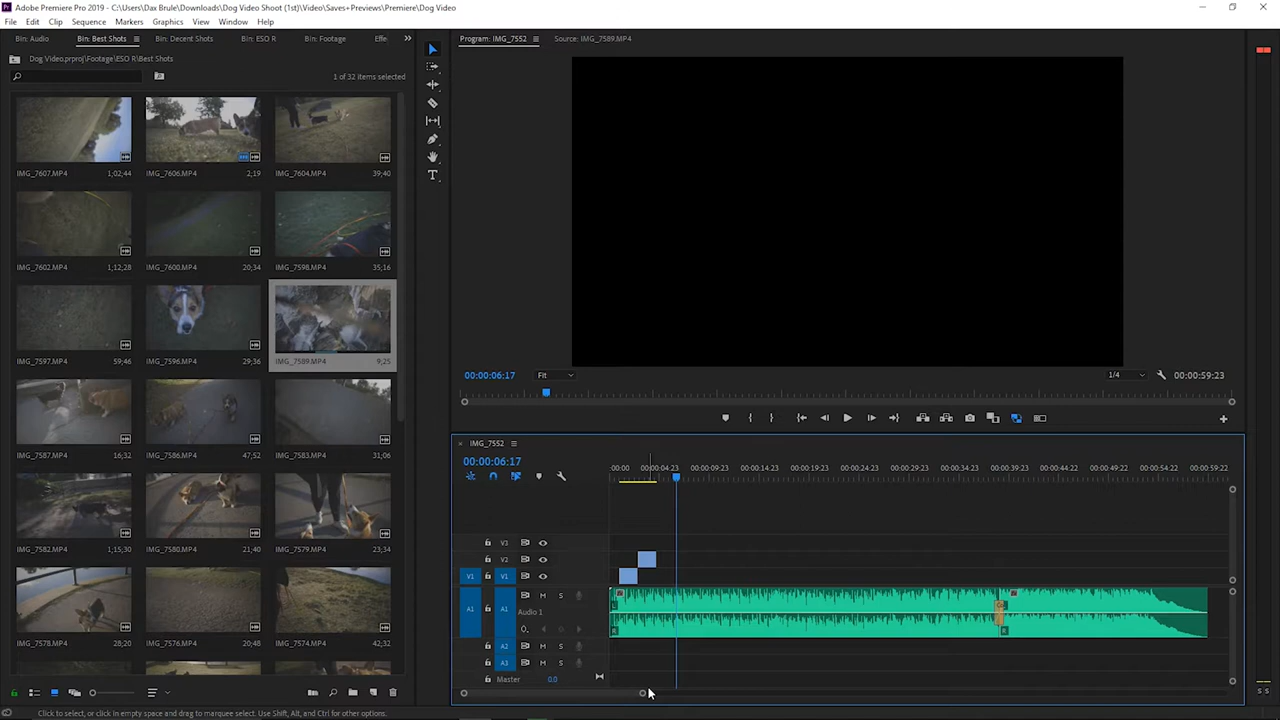 Adobe Premiere Pro 2019 - C:\Users\Dax Brule\Downloads\Dog Video Shoot (1st)\Video\Saves+Previews\Premiere\Dog Video
File Edit Clip Sequence Markers Graphics View Window Help
Bin: Audio Bin: Best Shots Bin: Decent Shots Bin: ESO R Bin: Footage Effe
Program: IMG_7552 Source: IMG_7589.MP4
Dog Video.prproj\Footage\ESO R\Best Shots
1 of 32 items selected
IMG_7607.MP4 1;02;44 IMG_7606.MP4 2;19 IMG_7604.MP4 39;40
IMG_7602.MP4 1;12;28 IMG_7600.MP4 20;34 IMG_7598.MP4 35;16
IMG_7597.MP4 59;46 IMG_7596.MP4 29;36 IMG_7589.MP4 9;25
IMG_7587.MP4 16;32 IMG_7586.MP4 47;52 IMG_7583.MP4 31;06
IMG_7582.MP4 1;15;30 IMG_7580.MP4 21;40 IMG_7579.MP4 23;34
IMG_7578.MP4 28;20 IMG_7576.MP4 21;36 IMG_7574.MP4 42;32
00:00:06:17 Fit 1/4 00:00:59:23
IMG_7552
00:00:06:17
:00:00 00:00:04:23 00:00:09:23 00:00:14:23 00:00:19:23 00:00:24:23 00:00:29:23 00:00:34:23 00:00:39:23 00:00:44:22 00:00:49:22 00:00:54:22 00:00:59:22
V3
V2
V1 V1
A1 A1 M S
Audio 1
L
R R
A2 M S
A3 M S
Master 0.0
S S
Click to select, or click in empty space and drag to marquee select. Use Shift, Alt, and Ctrl for other options.